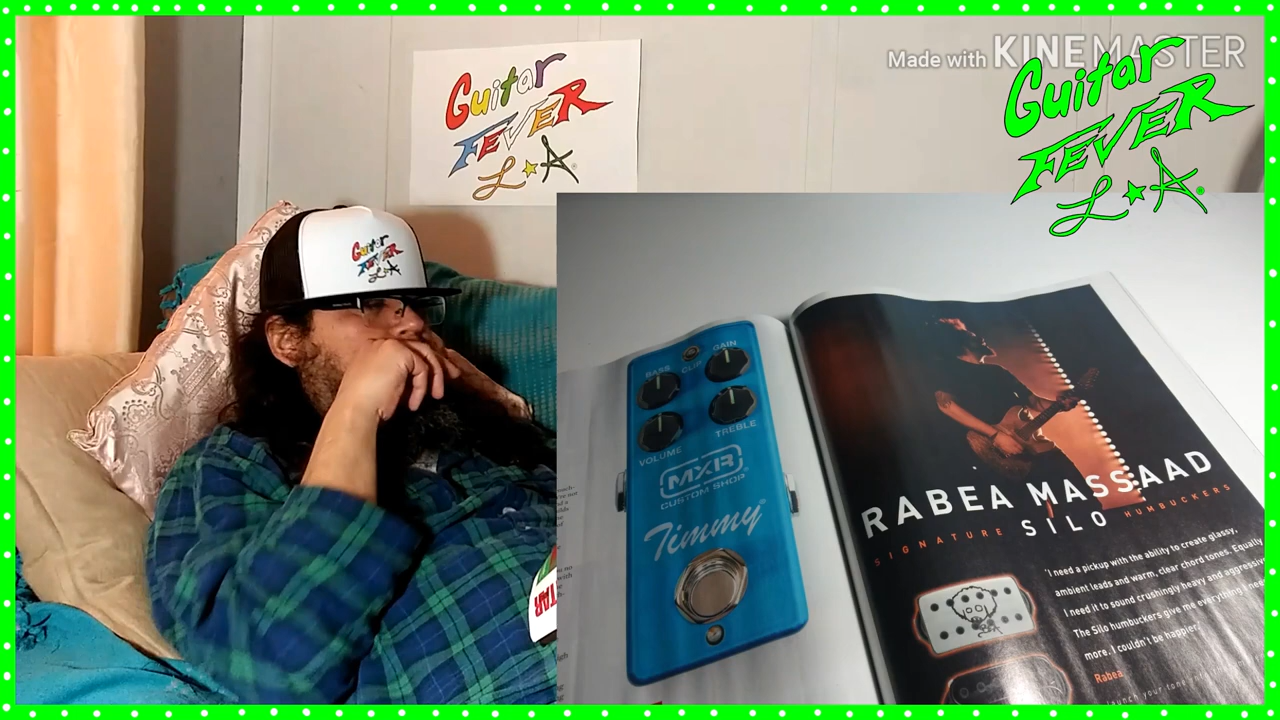 Made with KINEMASTER
Guitar
FEVER
L★A®
Guitar
FEVER
L★A
Guitar
FEVER
L★A
TAR
BASS
GAIN
CLIP
VOLUME
TREBLE
MXR®
CUSTOM SHOP
Timmy®
RABEA MASSAAD
SIGNATURE SILO HUMBUCKERS
'I need a pickup with the ability to create glassy,
ambient leads and warm, clear chord tones. Equally
I need it to sound crushingly heavy and
The Silo humbuckers give me everything I
more. I couldn't be happier.'
Rabea
your tone